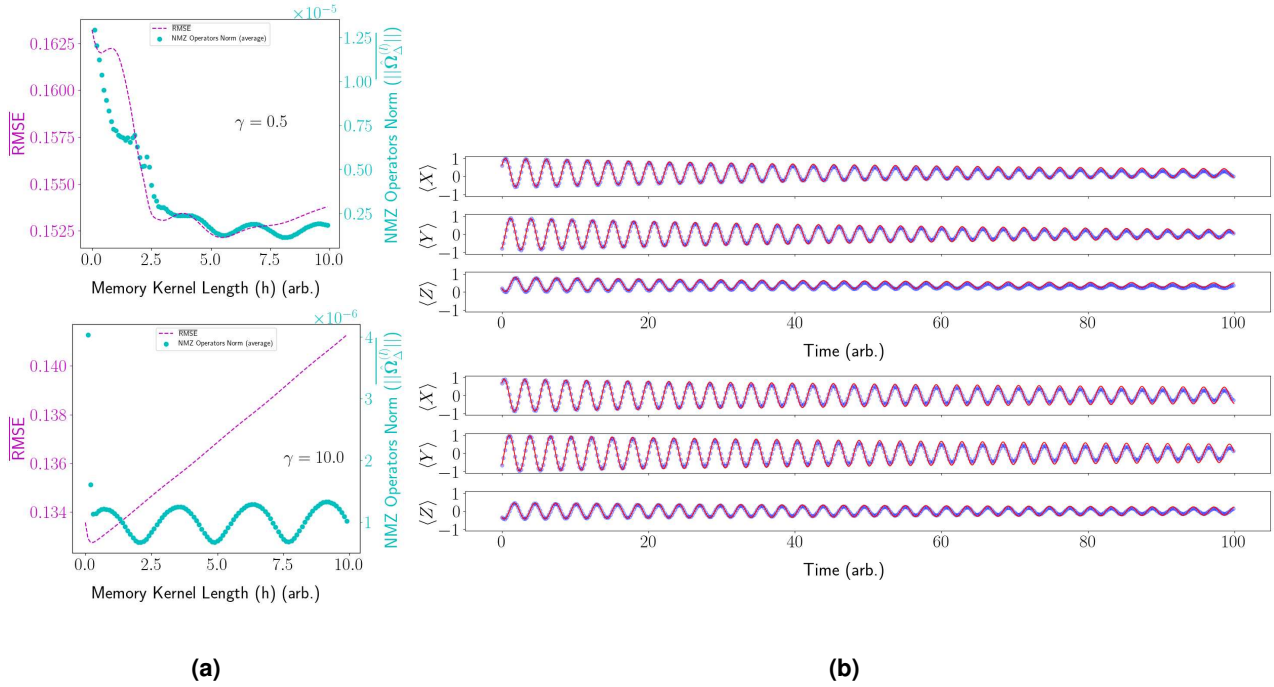 ×10⁻⁵
RMSE
NMZ Operators Norm (average)
0.1625
0.1600
0.1575
0.1550
0.1525
RMSE
1.25
1.00
0.75
0.50
0.25
NMZ Operators Norm (||Ω̂_Δ^{(l)}||)
γ = 0.5
0.0 2.5 5.0 7.5 10.0
Memory Kernel Length (h) (arb.)
×10⁻⁶
RMSE
NMZ Operators Norm (average)
0.140
0.138
0.136
0.134
RMSE
4
3
2
1
NMZ Operators Norm (||Ω̂_Δ^{(l)}||)
γ = 10.0
0.0 2.5 5.0 7.5 10.0
Memory Kernel Length (h) (arb.)
(a)
⟨X⟩
1
0
−1
⟨Y⟩
1
0
−1
⟨Z⟩
1
0
−1
0 20 40 60 80 100
Time (arb.)
⟨X⟩
1
0
−1
⟨Y⟩
1
0
−1
⟨Z⟩
1
0
−1
0 20 40 60 80 100
Time (arb.)
(b)